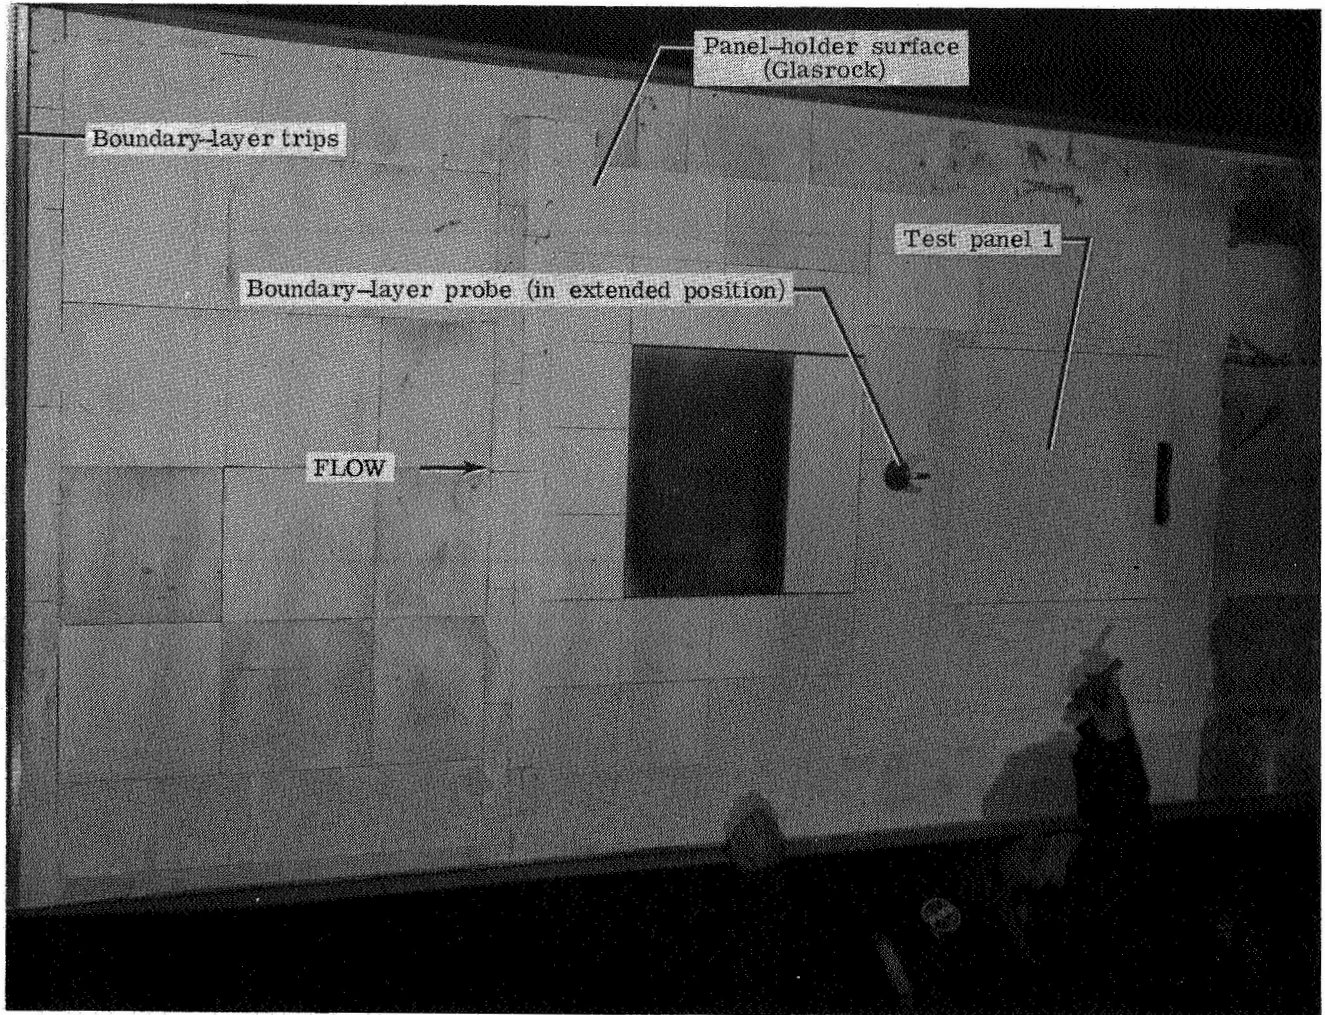 Panel-holder surface
(Glasrock)
Boundary-layer trips
Test panel 1
Boundary-layer probe (in extended position)
FLOW